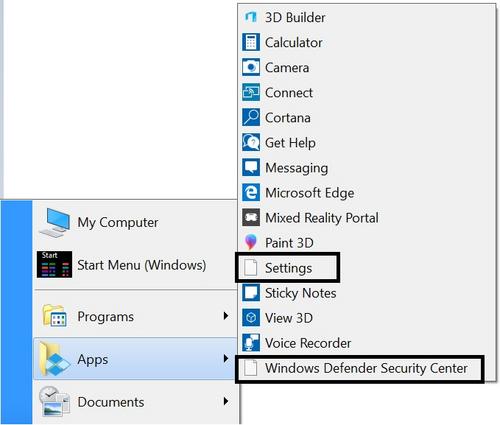 3D Builder
Calculator
Camera
Connect
Cortana
Get Help
Messaging
Microsoft Edge
Mixed Reality Portal
Paint 3D
Settings
Sticky Notes
View 3D
Voice Recorder
Windows Defender Security Center
My Computer
Start
Start Menu (Windows)
Programs
Apps
Documents